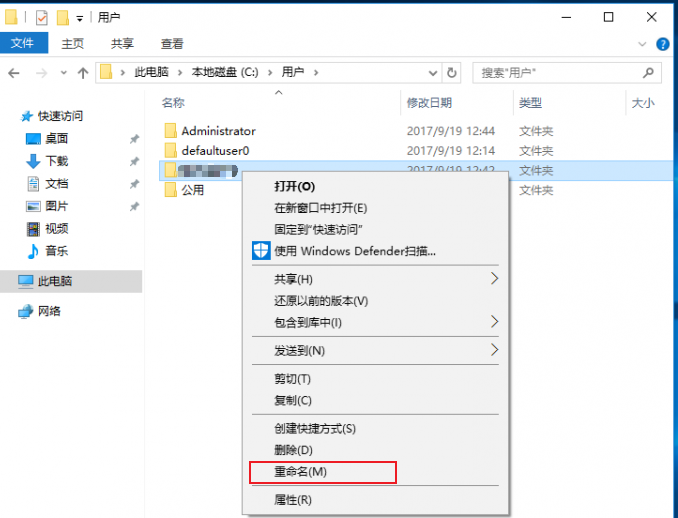 用户
文件 主页 共享 查看
此电脑 本地磁盘 (C:) 用户 搜索"用户"
名称 修改日期 类型 大小
快速访问
桌面
下载
文档
图片
视频
音乐
此电脑
网络
Administrator 2017/9/19 12:44 文件夹
defaultuser0 2017/9/19 12:14 文件夹
2017/9/19 12:42 文件夹
公用 文件夹
打开(O)
在新窗口中打开(E)
固定到"快速访问"
使用 Windows Defender扫描...
共享(H)
还原以前的版本(V)
包含到库中(I)
发送到(N)
剪切(T)
复制(C)
创建快捷方式(S)
删除(D)
重命名(M)
属性(R)